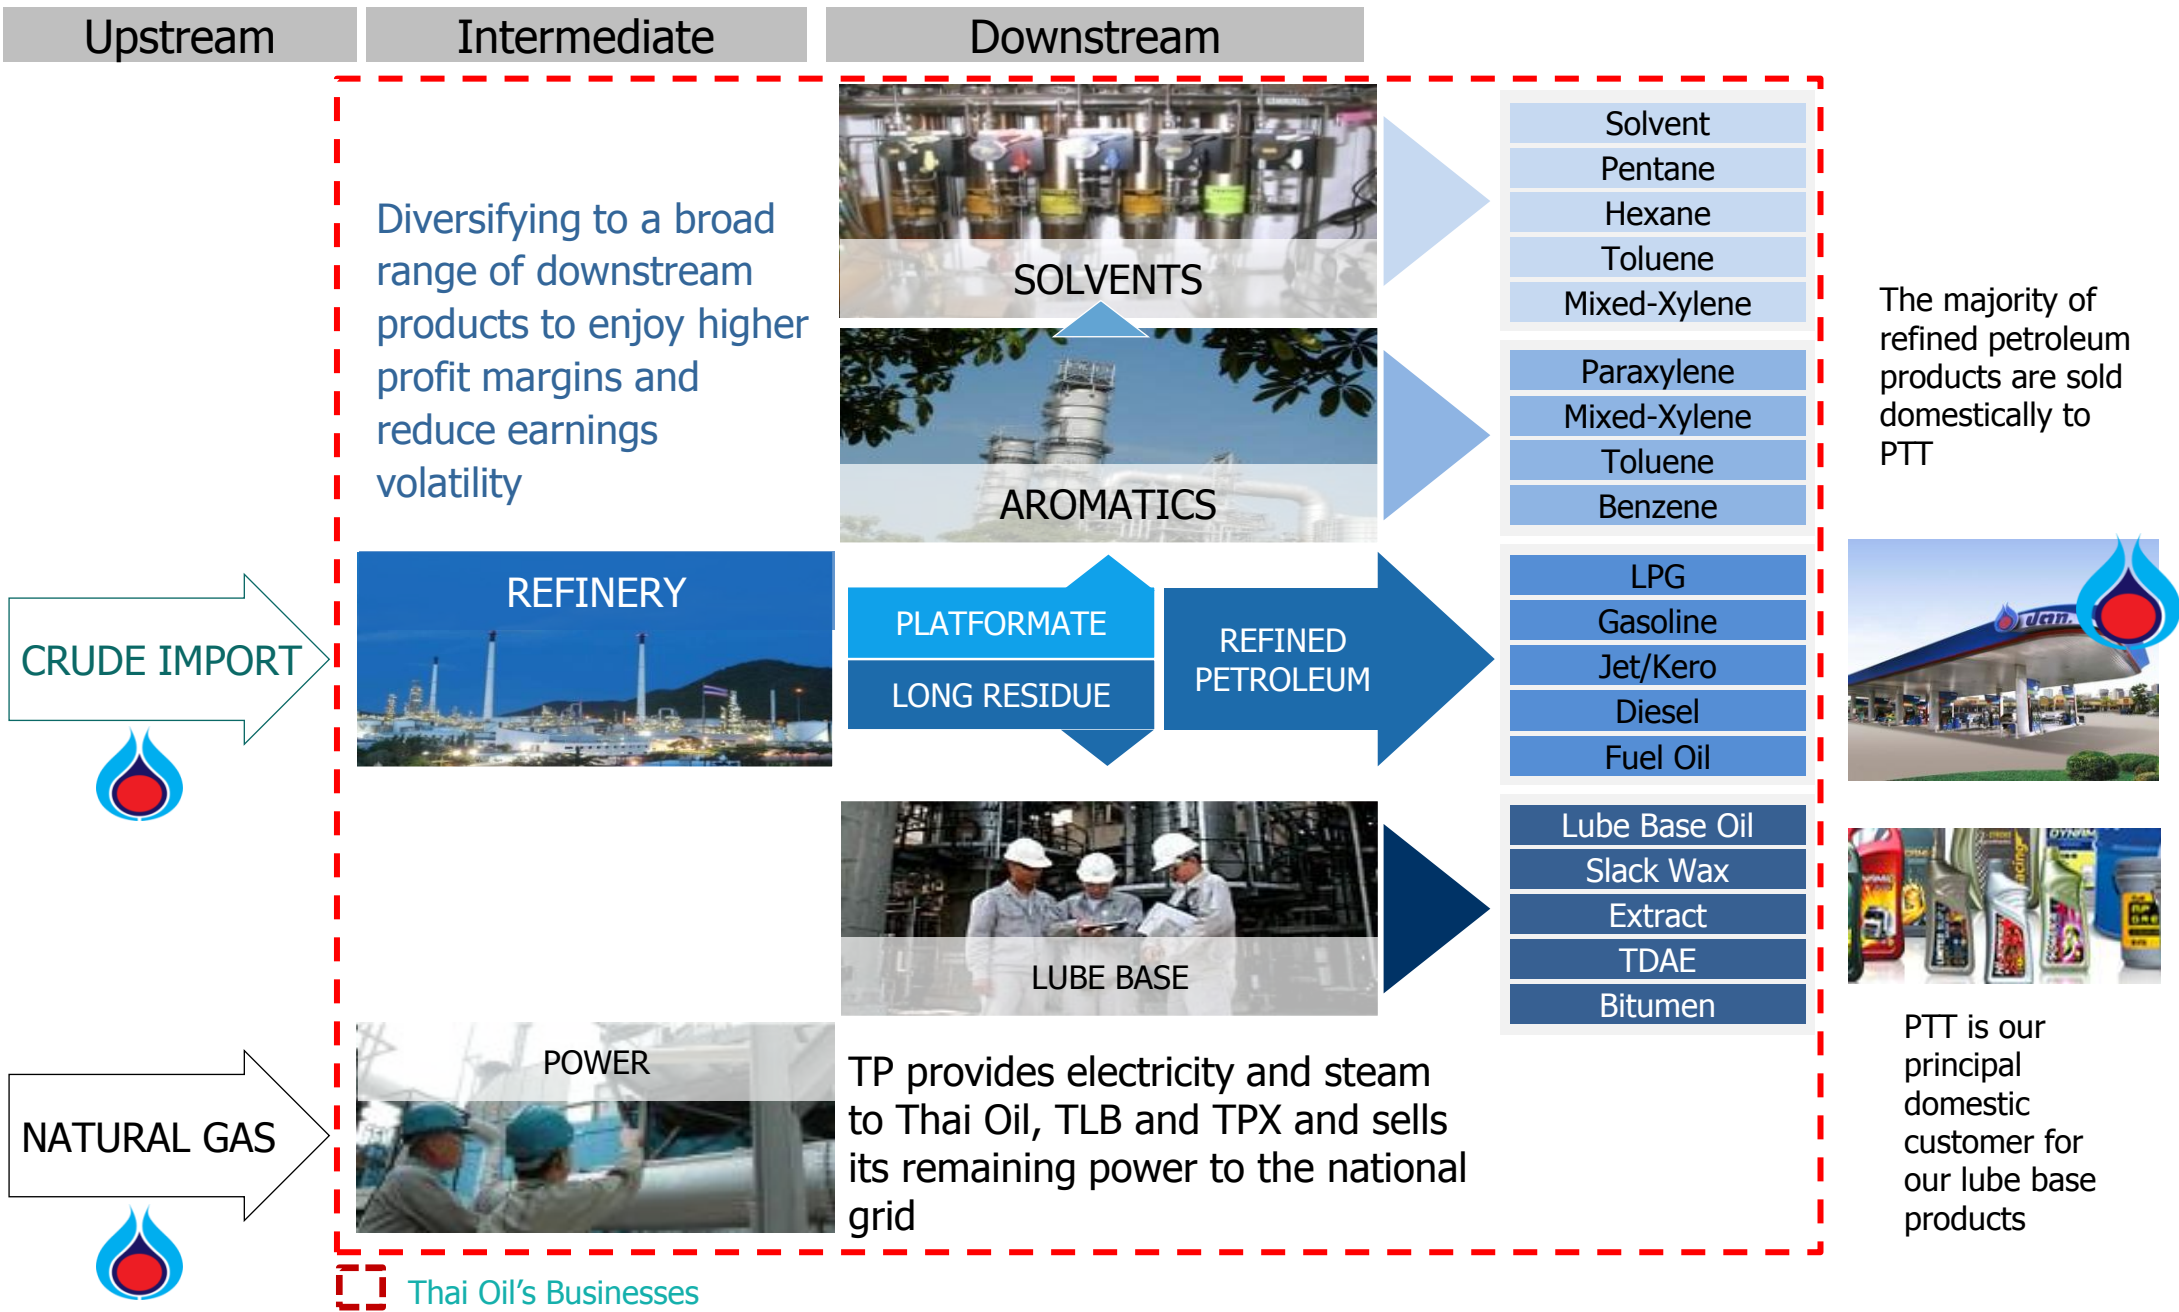 Upstream
Intermediate
Downstream
Diversifying to a broad
range of downstream
products to enjoy higher
profit margins and
reduce earnings
volatility
SOLVENTS
Solvent
Pentane
Hexane
Toluene
Mixed-Xylene
AROMATICS
Paraxylene
Mixed-Xylene
Toluene
Benzene
The majority of
refined petroleum
products are sold
domestically to
PTT
CRUDE IMPORT
REFINERY
PLATFORMATE
LONG RESIDUE
REFINED
PETROLEUM
LPG
Gasoline
Jet/Kero
Diesel
Fuel Oil
LUBE BASE
Lube Base Oil
Slack Wax
Extract
TDAE
Bitumen
NATURAL GAS
POWER
TP provides electricity and steam
to Thai Oil, TLB and TPX and sells
its remaining power to the national
grid
PTT is our
principal
domestic
customer for
our lube base
products
Thai Oil’s Businesses